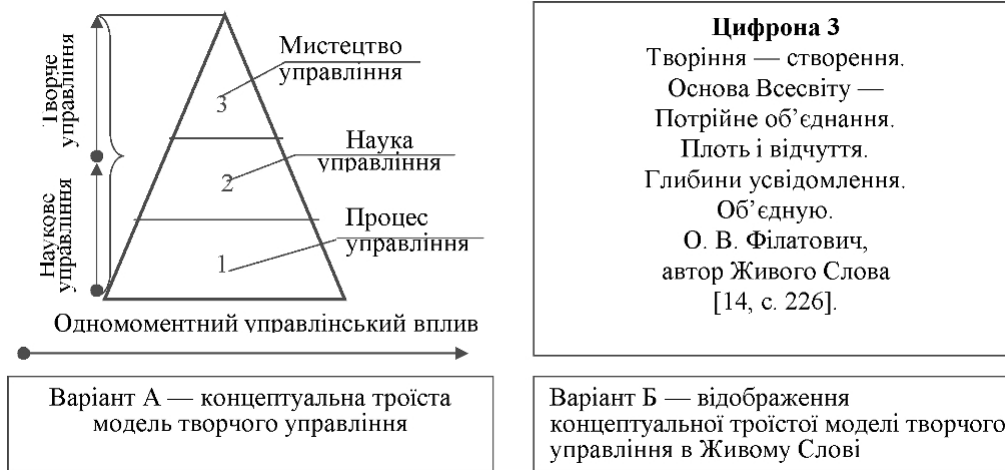 Творче
управління
Наукове
управління
Мистецтво
управління
3
Наука
управління
2
Процес
управління
1
Одномоментний управлінський вплив
Варіант А — концептуальна троїста
модель творчого управління
Цифрона 3
Творіння — створення.
Основа Всесвіту —
Потрійне об’єднання.
Плоть і відчуття.
Глибини усвідомлення.
Об’єдную.
О. В. Філатович,
автор Живого Слова
[14, с. 226].
Варіант Б — відображення
концептуальної троїстої моделі творчого
управління в Живому Слові